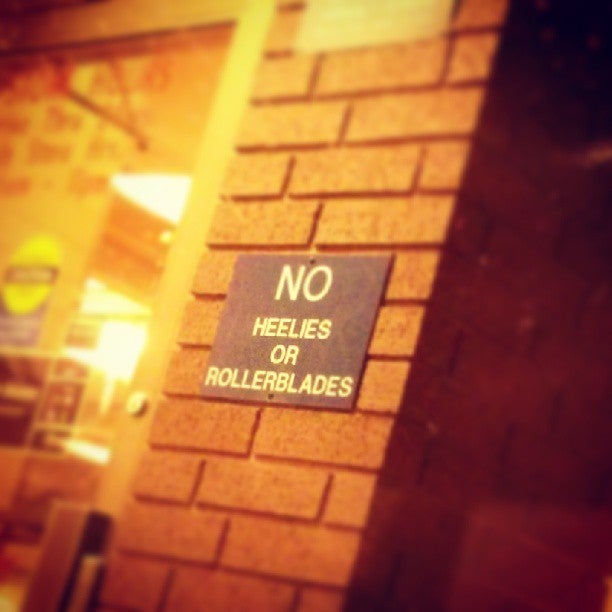 NO
HEELIES
OR
ROLLERBLADES